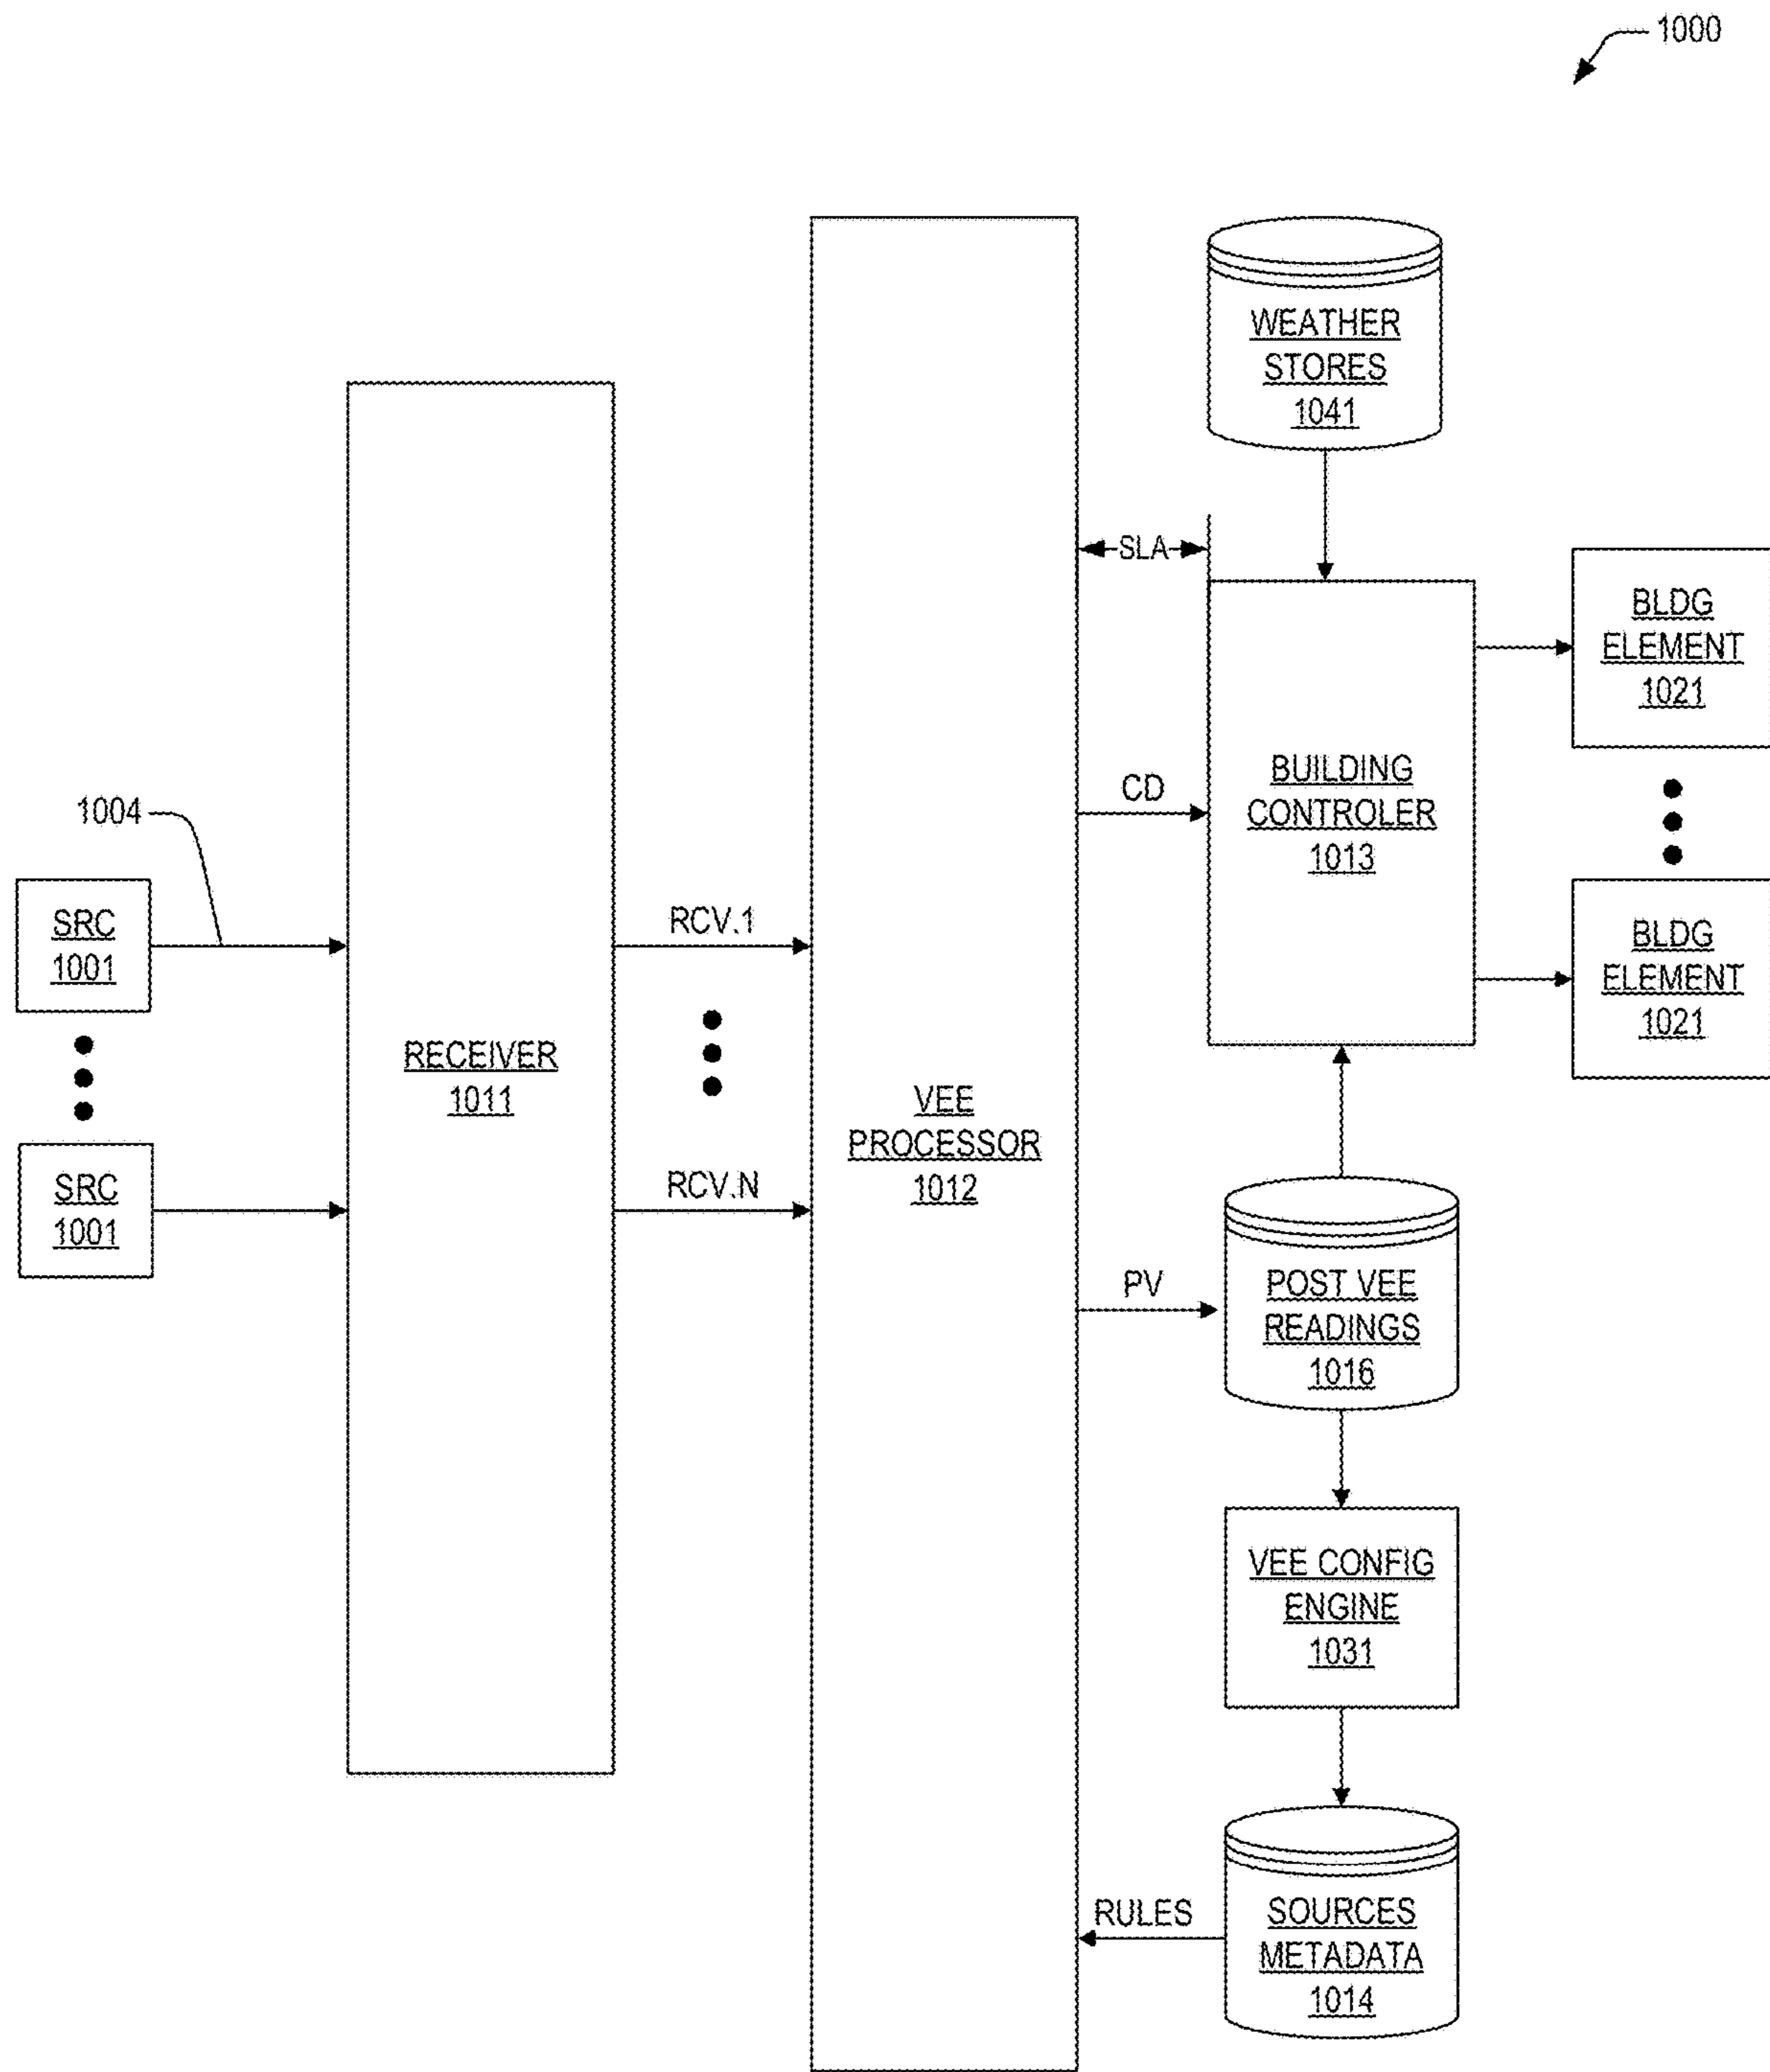 1000
WEATHER
STORES
1041
SLA
BLDG
ELEMENT
1021
CD
BUILDING
CONTROLER
1013
1004
SRC
1001
RCV.1
BLDG
ELEMENT
1021
RECEIVER
1011
VEE
PROCESSOR
1012
SRC
1001
RCV.N
PV
POST VEE
READINGS
1016
VEE CONFIG
ENGINE
1031
RULES
SOURCES
METADATA
1014